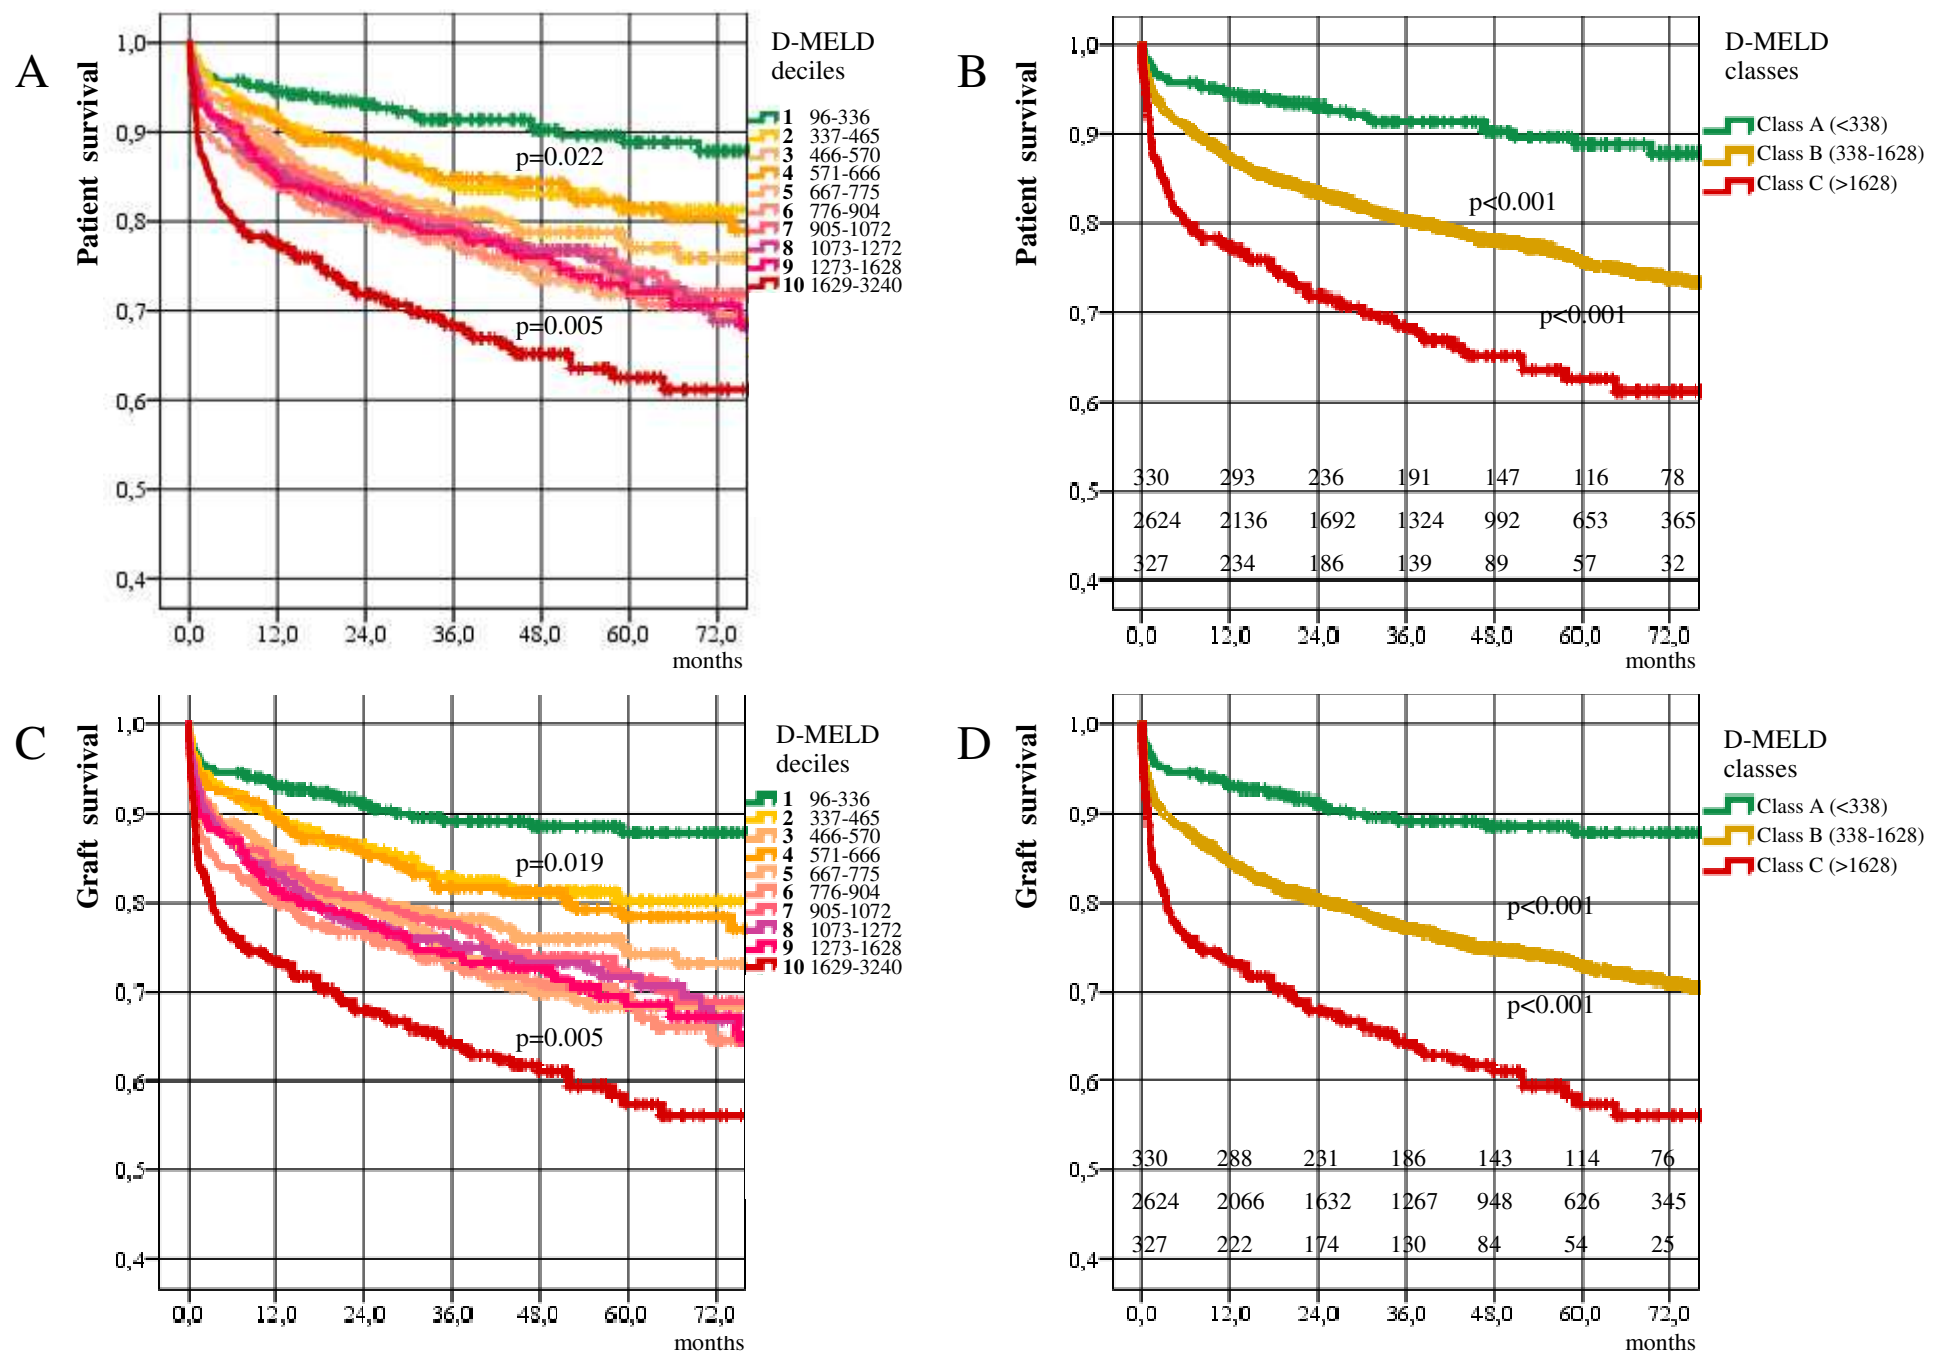 A
Patient survival
1,0
0,9
0,8
0,7
0,6
0,5
0,4
p=0.022
p=0.005
0,0 12,0 24,0 36,0 48,0 60,0 72,0
months
D-MELD
deciles
1 96-336
2 337-465
3 466-570
4 571-666
5 667-775
6 776-904
7 905-1072
8 1073-1272
9 1273-1628
10 1629-3240
B
Patient survival
1,0
0,9
0,8
0,7
0,6
0,5
0,4
p<0.001
p<0.001
330 293 236 191 147 116 78
2624 2136 1692 1324 992 653 365
327 234 186 139 89 57 32
0,0 12,0 24,0 36,0 48,0 60,0 72,0
months
D-MELD
classes
Class A (<338)
Class B (338-1628)
Class C (>1628)
C
Graft survival
1,0
0,9
0,8
0,7
0,6
0,5
0,4
p=0.019
p=0.005
0,0 12,0 24,0 36,0 48,0 60,0 72,0
months
D-MELD
deciles
1 96-336
2 337-465
3 466-570
4 571-666
5 667-775
6 776-904
7 905-1072
8 1073-1272
9 1273-1628
10 1629-3240
D
Graft survival
1,0
0,9
0,8
0,7
0,6
0,5
0,4
p<0.001
p<0.001
330 288 231 186 143 114 76
2624 2066 1632 1267 948 626 345
327 222 174 130 84 54 25
0,0 12,0 24,0 36,0 48,0 60,0 72,0
months
D-MELD
classes
Class A (<338)
Class B (338-1628)
Class C (>1628)